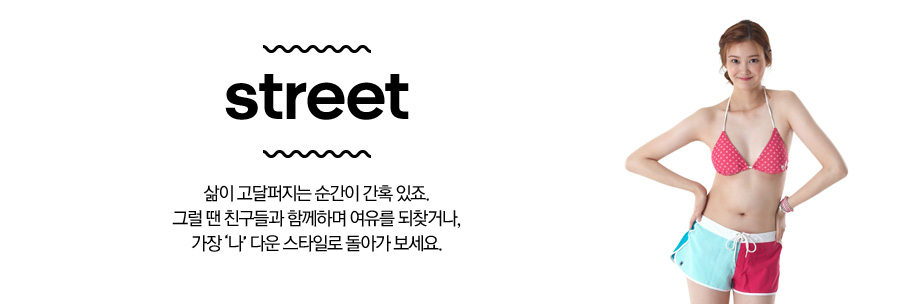 street
삶이 고달퍼지는 순간이 간혹 있죠.
그럴 땐 친구들과 함께하며 여유를 되찾거나,
가장 ‘나’ 다운 스타일로 돌아가 보세요.